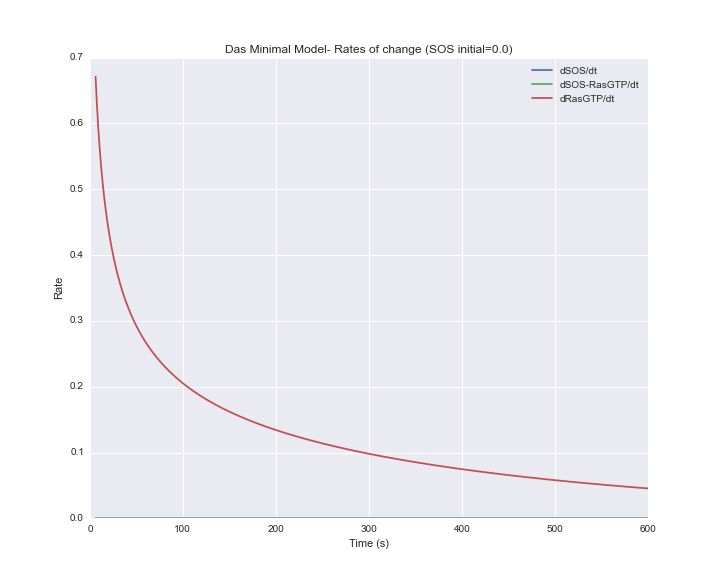 Das Minimal Model- Rates of change (SOS initial=0.0)
0.7
0.6
0.5
0.4
0.3
0.2
0.1
0.0
Rate
dSOS/dt
dSOS-RasGTP/dt
dRasGTP/dt
0 100 200 300 400 500 600
Time (s)